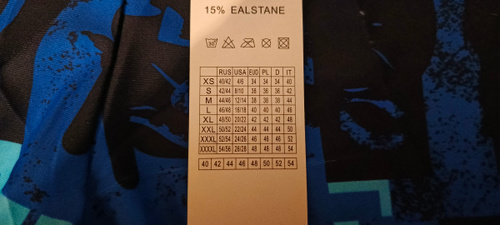 15% EALSTANE
RUS USA EUO PL D IT
XS 40/42 4/6 34 34 34 40
S 42/44 8/10 36 36 36 42
M 44/46 12/14 38 38 38 44
L 46/48 16/18 40 40 40 46
XL 48/50 20/22 42 42 42 48
XXL 50/52 22/24 44 44 44 50
XXXL 52/54 24/26 46 46 46 52
XXXXL 54/56 26/28 48 48 48 54
40 42 44 46 48 50 52 54